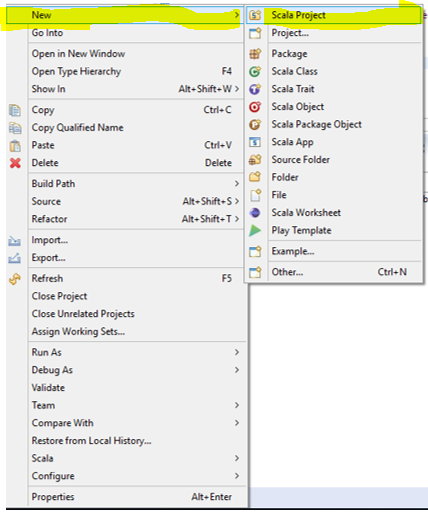 New >
Go Into
Open in New Window
Open Type Hierarchy F4
Show In Alt+Shift+W >
Copy Ctrl+C
Copy Qualified Name
Paste Ctrl+V
Delete Delete
Build Path >
Source Alt+Shift+S >
Refactor Alt+Shift+T >
Import...
Export...
Refresh F5
Close Project
Close Unrelated Projects
Assign Working Sets...
Run As >
Debug As >
Validate
Team >
Compare With >
Restore from Local History...
Scala >
Configure >
Properties Alt+Enter
Scala Project
Project...
Package
Scala Class
Scala Trait
Scala Object
Scala Package Object
Scala App
Source Folder
Folder
File
Scala Worksheet
Play Template
Example...
Other... Ctrl+N